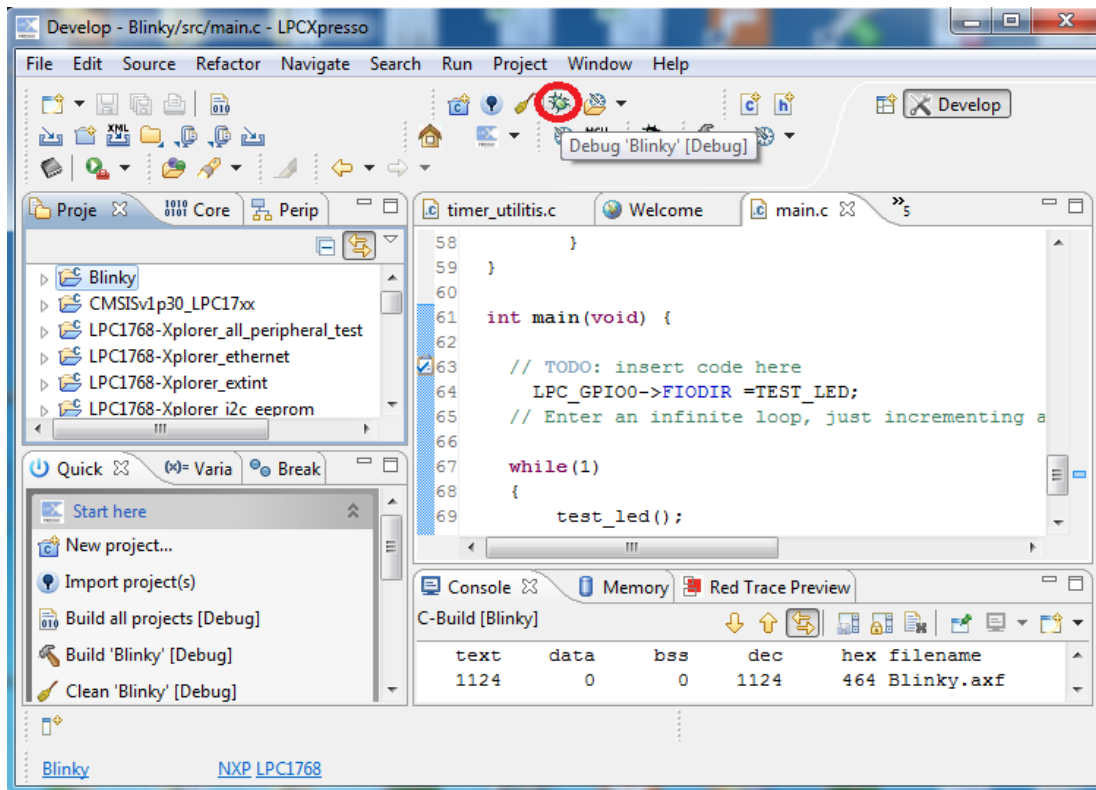 Develop - Blinky/src/main.c - LPCXpresso
File Edit Source Refactor Navigate Search Run Project Window Help
Develop
Debug 'Blinky' [Debug]
Proje Core Perip
Blinky
CMSISv1p30_LPC17xx
LPC1768-Xplorer_all_peripheral_test
LPC1768-Xplorer_ethernet
LPC1768-Xplorer_extint
LPC1768-Xplorer_i2c_eeprom
timer_utilitis.c Welcome main.c »5
58 }
59 }
60
61 int main(void) {
62
63 // TODO: insert code here
64 LPC_GPIO0->FIODIR =TEST_LED;
65 // Enter an infinite loop, just incrementing a
66
67 while(1)
68 {
69 test_led();
Quick (x)= Varia Break
Start here
New project...
Import project(s)
Build all projects [Debug]
Build 'Blinky' [Debug]
Clean 'Blinky' [Debug]
Console Memory Red Trace Preview
C-Build [Blinky]
text data bss dec hex filename
1124 0 0 1124 464 Blinky.axf
Blinky NXP LPC1768